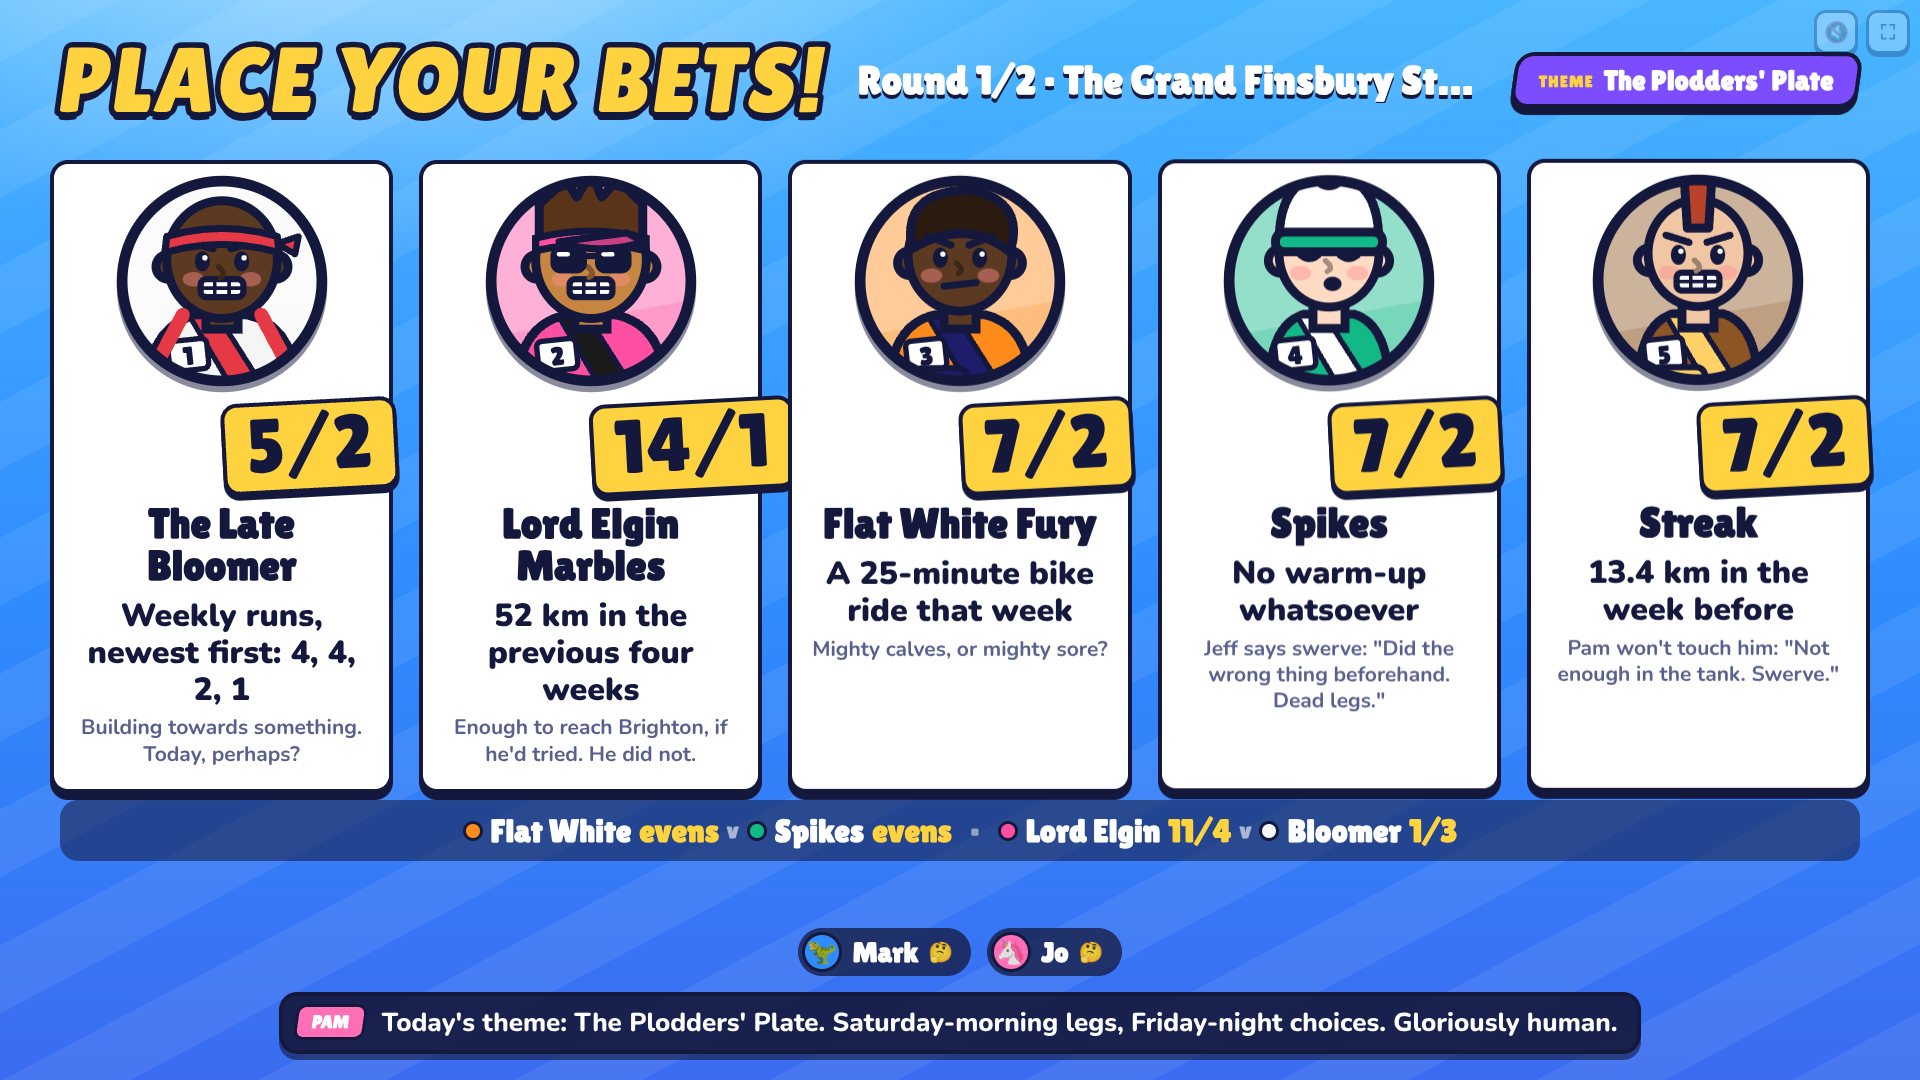 PLACE YOUR BETS!
Round 1/2 · The Grand Finsbury St...
THEME The Plodders' Plate
1
5/2
The Late
Bloomer
Weekly runs,
newest first: 4, 4,
2, 1
Building towards something.
Today, perhaps?
2
14/1
Lord Elgin
Marbles
52 km in the
previous four
weeks
Enough to reach Brighton, if
he'd tried. He did not.
3
7/2
Flat White Fury
A 25-minute bike
ride that week
Mighty calves, or mighty sore?
4
7/2
Spikes
No warm-up
whatsoever
Jeff says swerve: "Did the
wrong thing beforehand.
Dead legs."
5
7/2
Streak
13.4 km in the
week before
Pam won't touch him: "Not
enough in the tank. Swerve."
Flat White evens v Spikes evens · Lord Elgin 11/4 v Bloomer 1/3
Mark
Jo
PAM Today's theme: The Plodders' Plate. Saturday-morning legs, Friday-night choices. Gloriously human.